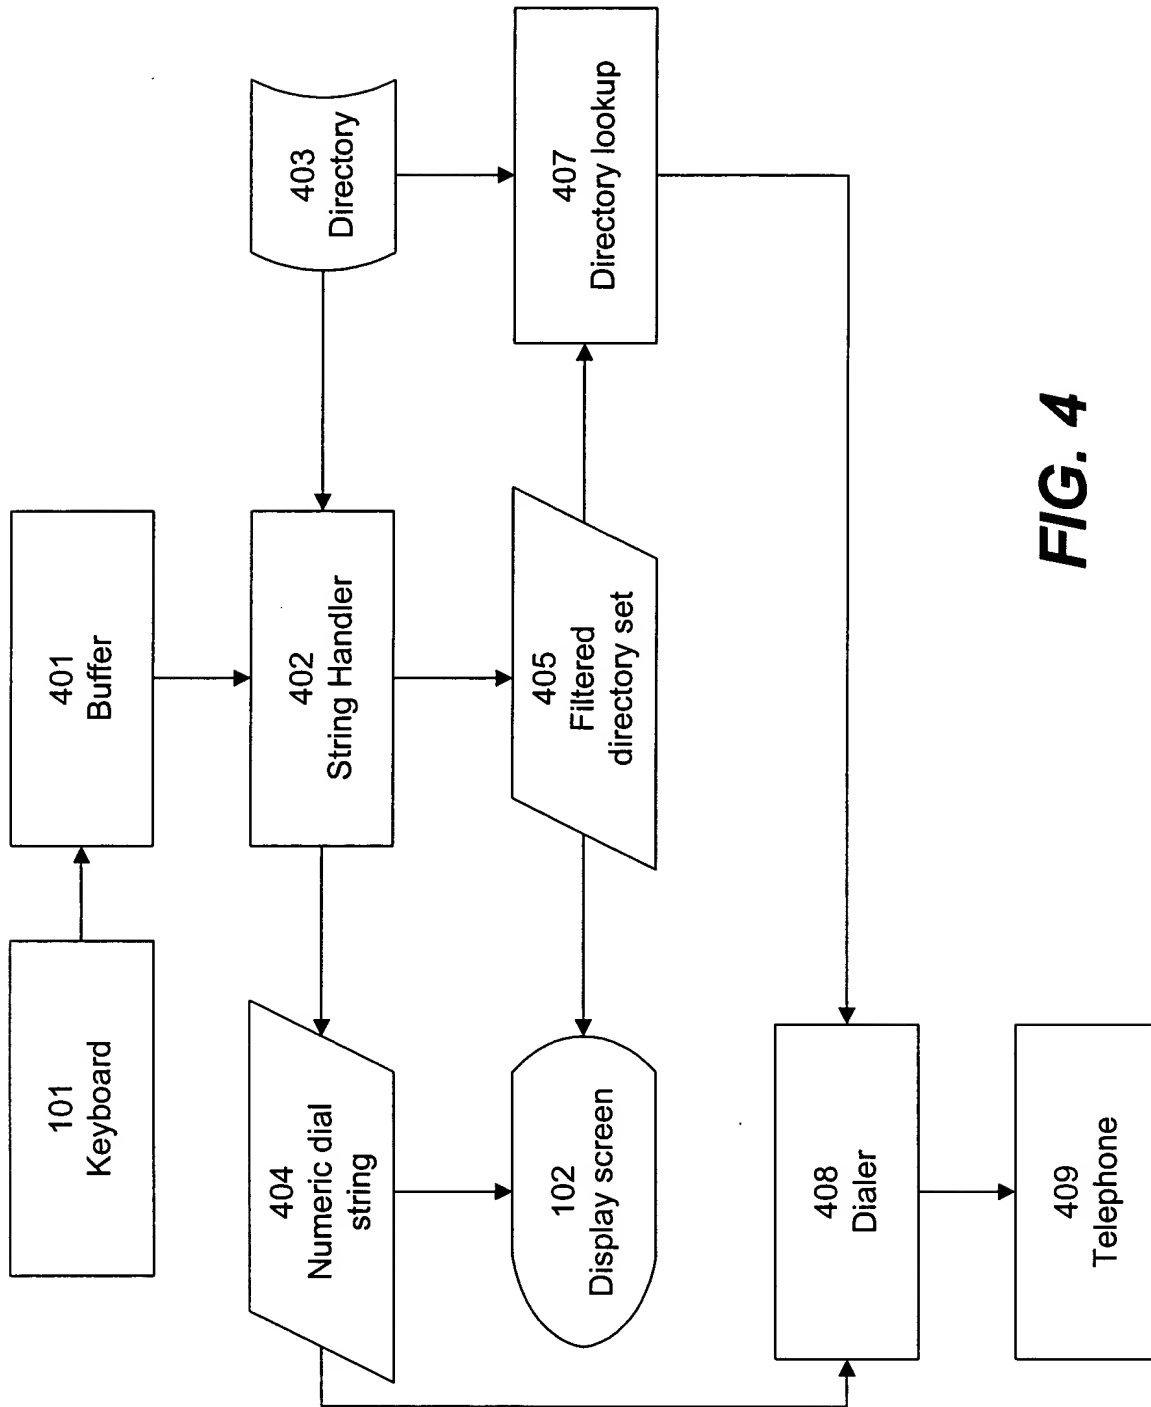 101
Keyboard
401
Buffer
404
Numeric dial
string
402
String Handler
403
Directory
102
Display screen
405
Filtered
directory set
407
Directory lookup
408
Dialer
409
Telephone
FIG. 4